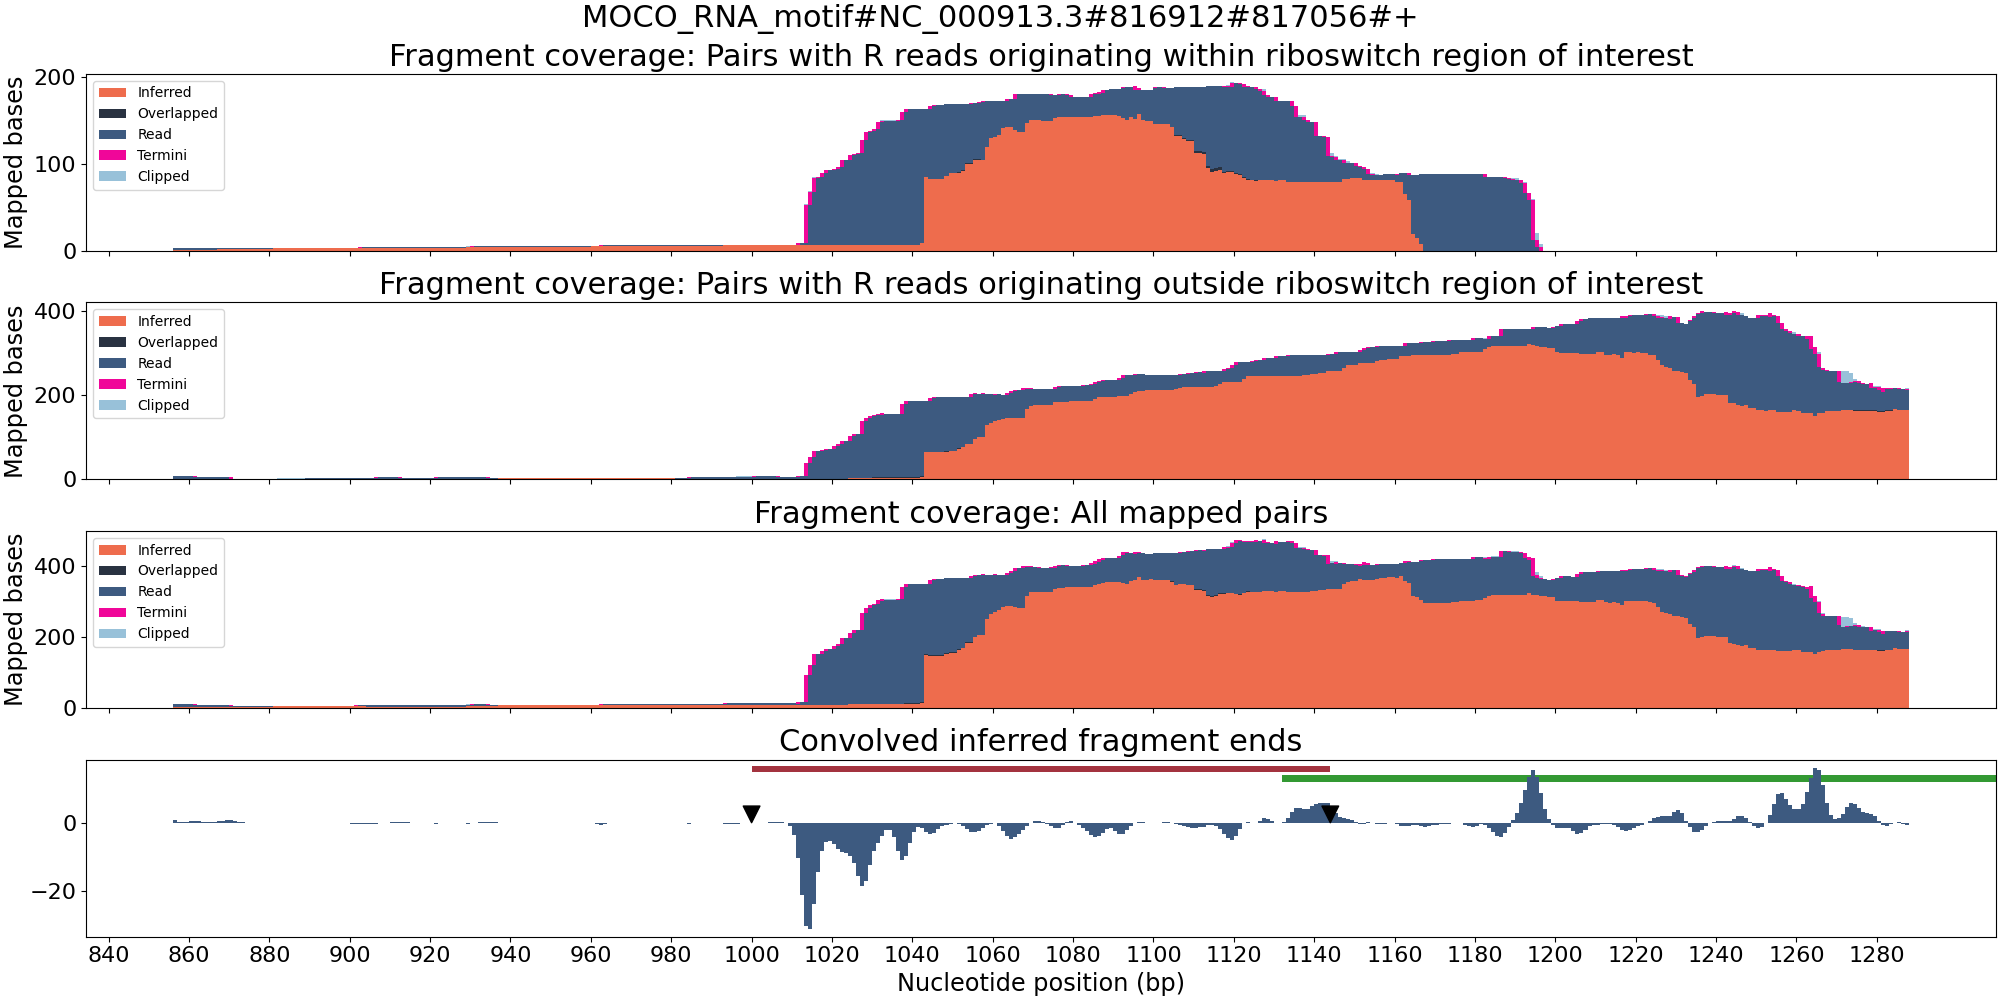 MOCO_RNA_motif#NC_000913.3#816912#817056#+
Fragment coverage: Pairs with R reads originating within riboswitch region of interest
Mapped bases
200
100
0
Inferred
Overlapped
Read
Termini
Clipped
Fragment coverage: Pairs with R reads originating outside riboswitch region of interest
Mapped bases
400
200
0
Inferred
Overlapped
Read
Termini
Clipped
Fragment coverage: All mapped pairs
Mapped bases
400
200
0
Inferred
Overlapped
Read
Termini
Clipped
Convolved inferred fragment ends
0
−20
840 860 880 900 920 940 960 980 1000 1020 1040 1060 1080 1100 1120 1140 1160 1180 1200 1220 1240 1260 1280
Nucleotide position (bp)